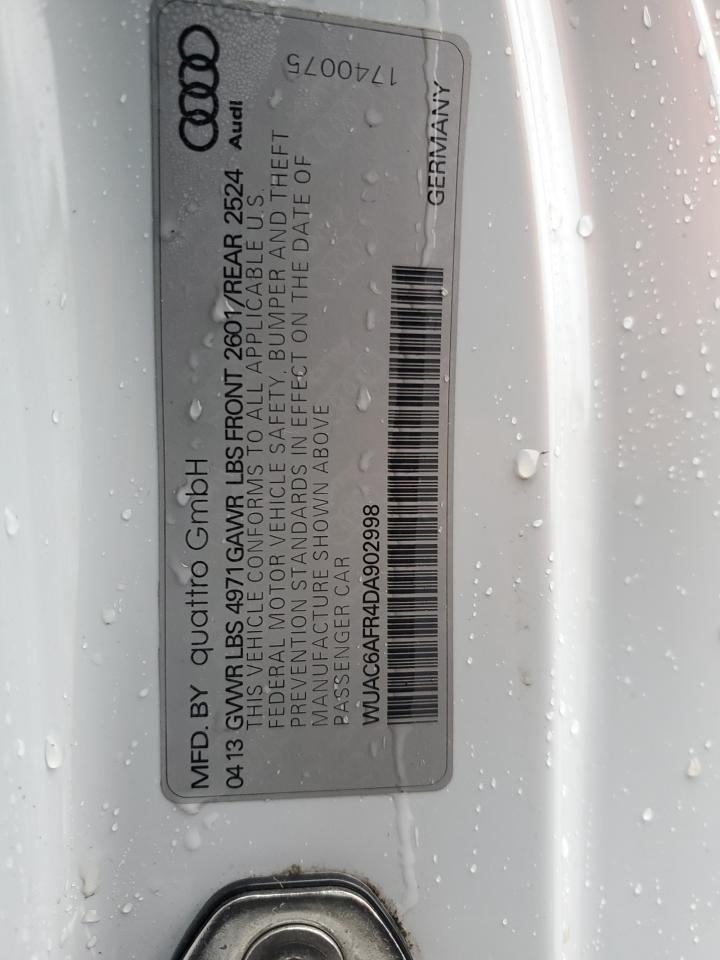 MFD. BY quattro GmbH
Audi
04 13 GVWR LBS 4971 GAWR LBS FRONT 2601/REAR 2524
THIS VEHICLE CONFORMS TO ALL APPLICABLE U.S.
FEDERAL MOTOR VEHICLE SAFETY, BUMPER AND THEFT
PREVENTION STANDARDS IN EFFECT ON THE DATE OF
MANUFACTURE SHOWN ABOVE
PASSENGER CAR
WUAC6AFR4DA902998
GERMANY
1740075